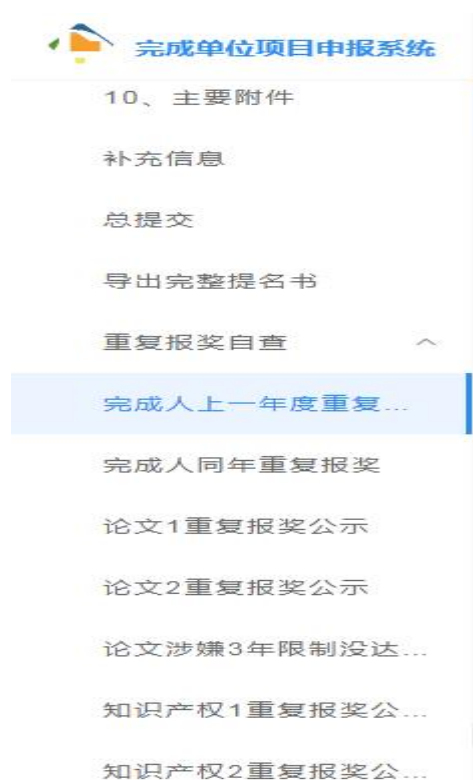 完成单位项目申报系统
10、主要附件
补充信息
总提交
导出完整提名书
重复报奖自查
完成人上一年度重复...
完成人同年重复报奖
论文1重复报奖公示
论文2重复报奖公示
论文涉嫌3年限制没达...
知识产权1重复报奖公...
知识产权2重复报奖公...